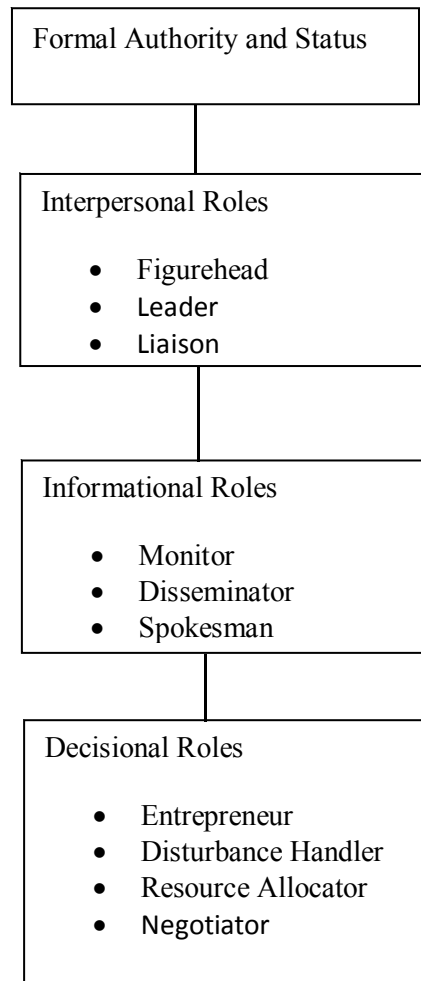 Formal Authority and Status
Interpersonal Roles
• Figurehead
• Leader
• Liaison
Informational Roles
• Monitor
• Disseminator
• Spokesman
Decisional Roles
• Entrepreneur
• Disturbance Handler
• Resource Allocator
• Negotiator